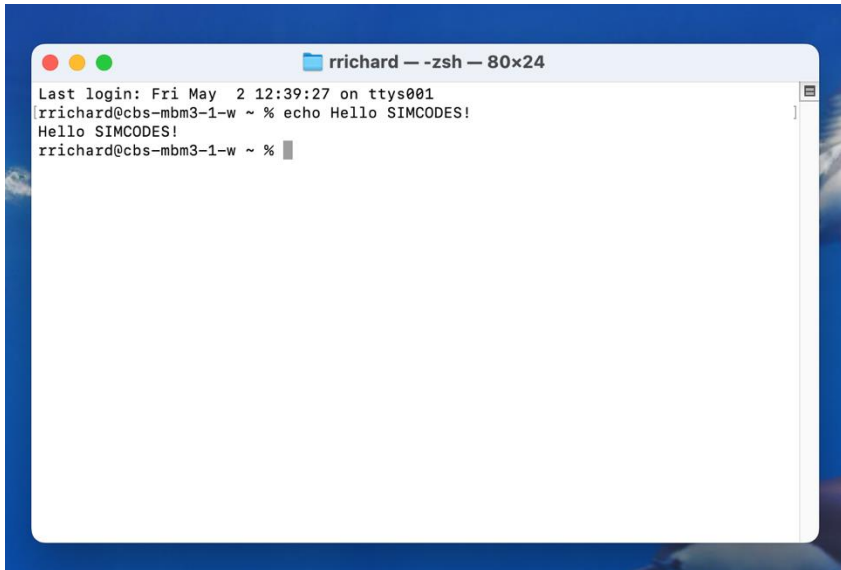 rrichard — -zsh — 80×24
Last login: Fri May  2 12:39:27 on ttys001
[rrichard@cbs-mbm3-1-w ~ % echo Hello SIMCODES!                                 ]
Hello SIMCODES!
rrichard@cbs-mbm3-1-w ~ %